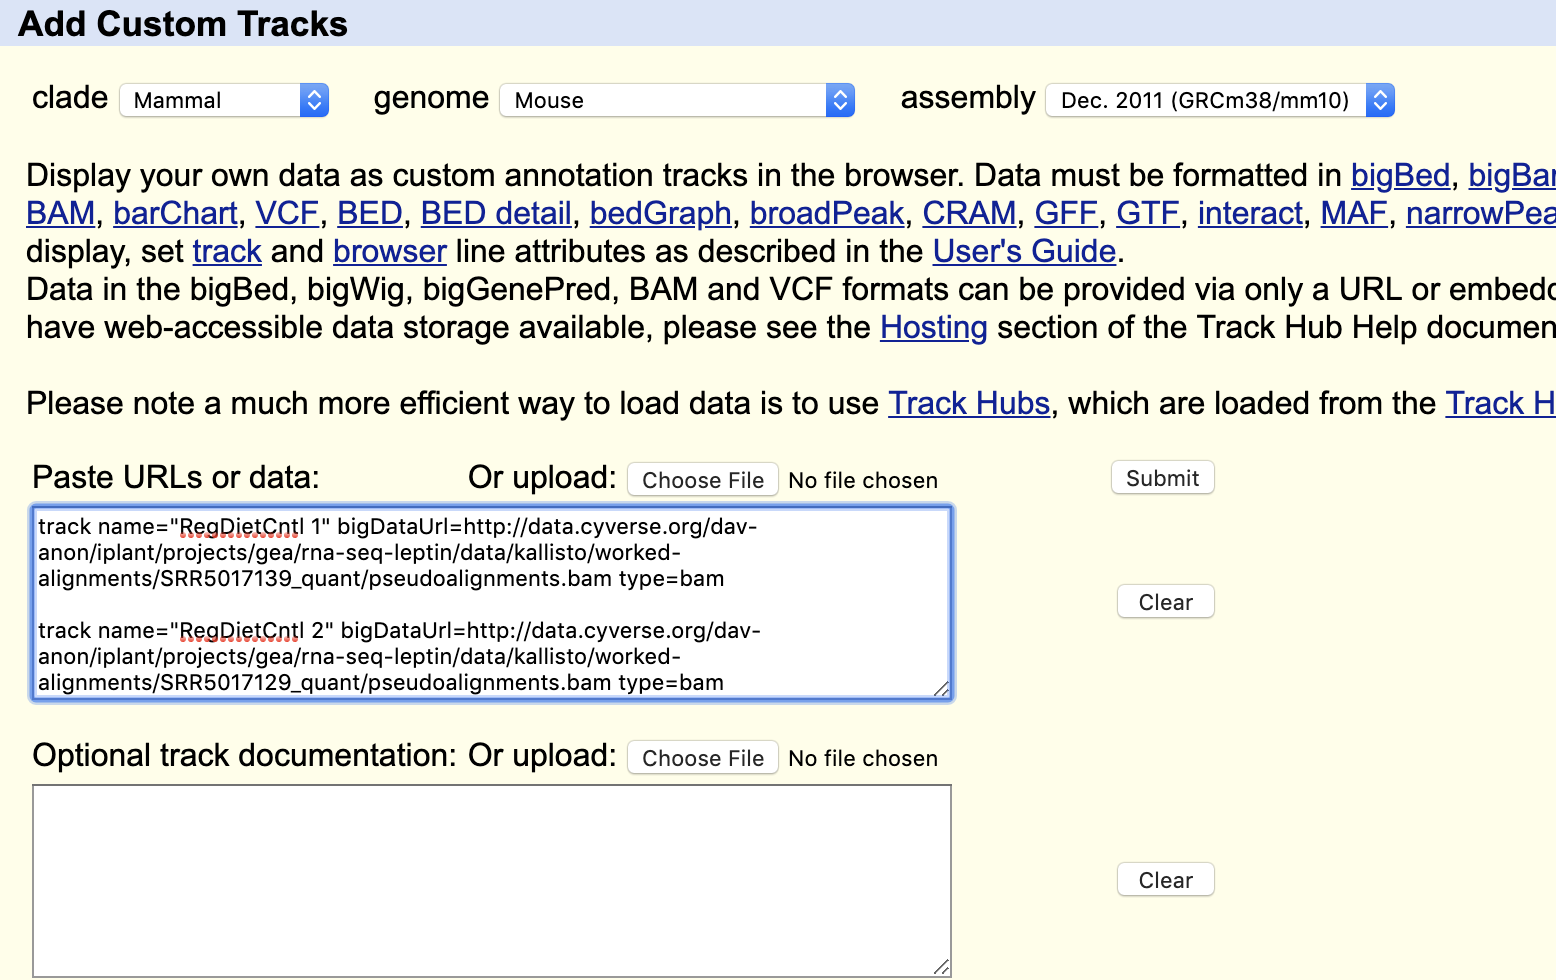 Add Custom Tracks
clade Mammal genome Mouse assembly Dec. 2011 (GRCm38/mm10)
Display your own data as custom annotation tracks in the browser. Data must be formatted in bigBed, bigBar
BAM, barChart, VCF, BED, BED detail, bedGraph, broadPeak, CRAM, GFF, GTF, interact, MAF, narrowPea
display, set track and browser line attributes as described in the User's Guide.
Data in the bigBed, bigWig, bigGenePred, BAM and VCF formats can be provided via only a URL or embedd
have web-accessible data storage available, please see the Hosting section of the Track Hub Help documen
Please note a much more efficient way to load data is to use Track Hubs, which are loaded from the Track H
Paste URLs or data: Or upload: Choose File No file chosen Submit
track name="RegDietCntl 1" bigDataUrl=http://data.cyverse.org/dav-
anon/iplant/projects/gea/rna-seq-leptin/data/kallisto/worked-
alignments/SRR5017139_quant/pseudoalignments.bam type=bam
Clear
track name="RegDietCntl 2" bigDataUrl=http://data.cyverse.org/dav-
anon/iplant/projects/gea/rna-seq-leptin/data/kallisto/worked-
alignments/SRR5017129_quant/pseudoalignments.bam type=bam
Optional track documentation: Or upload: Choose File No file chosen
Clear